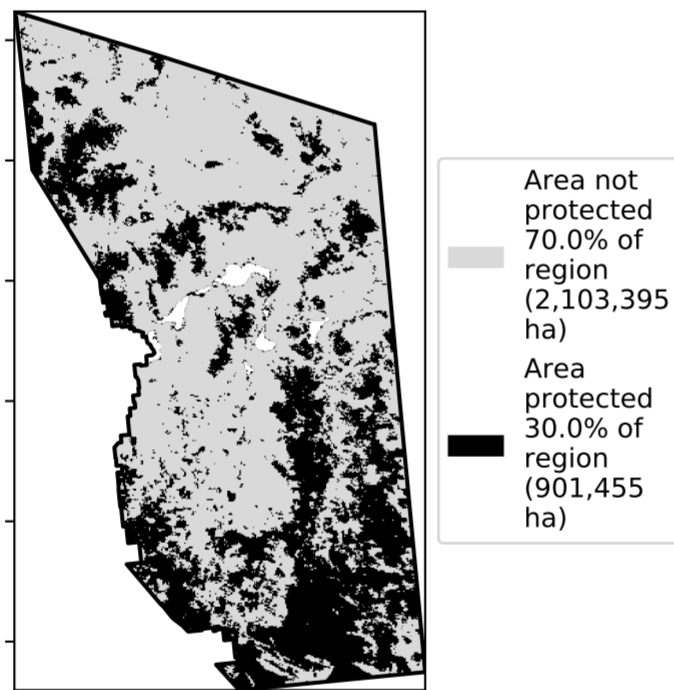 Area not
protected
70.0% of
region
(2,103,395
ha)
Area
protected
30.0% of
region
(901,455
ha)